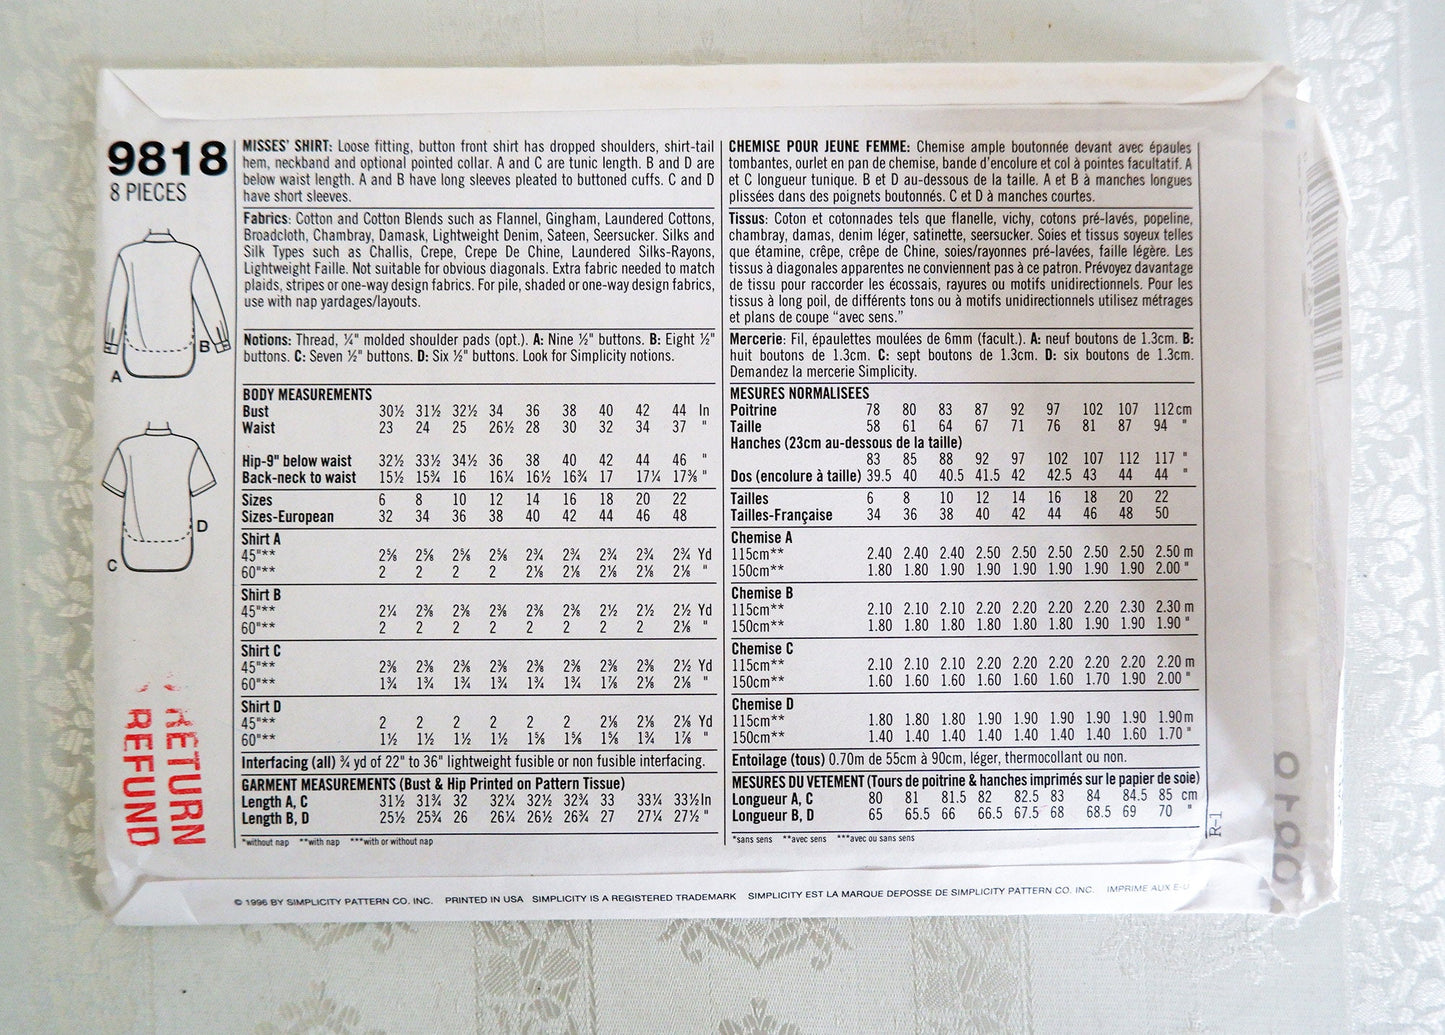 9818
8 PIECES
A
B
C
D
RETURN
REFUND
MISSES' SHIRT: Loose fitting, button front shirt has dropped shoulders, shirt-tail
hem, neckband and optional pointed collar. A and C are tunic length. B and D are
below waist length. A and B have long sleeves pleated to buttoned cuffs. C and D
have short sleeves.
Fabrics: Cotton and Cotton Blends such as Flannel, Gingham, Laundered Cottons,
Broadcloth, Chambray, Damask, Lightweight Denim, Sateen, Seersucker. Silks and
Silk Types such as Challis, Crepe, Crepe De Chine, Laundered Silks-Rayons,
Lightweight Faille. Not suitable for obvious diagonals. Extra fabric needed to match
plaids, stripes or one-way design fabrics. For pile, shaded or one-way design fabrics,
use with nap yardages/layouts.
Notions: Thread, ¼" molded shoulder pads (opt.). A: Nine ½" buttons. B: Eight ½"
buttons. C: Seven ½" buttons. D: Six ½" buttons. Look for Simplicity notions.
BODY MEASUREMENTS
Bust 30½ 31½ 32½ 34 36 38 40 42 44 In
Waist 23 24 25 26½ 28 30 32 34 37 "
Hip-9" below waist 32½ 33½ 34½ 36 38 40 42 44 46 "
Back-neck to waist 15½ 15¾ 16 16¼ 16½ 16¾ 17 17¼ 17⅜ "
Sizes 6 8 10 12 14 16 18 20 22
Sizes-European 32 34 36 38 40 42 44 46 48
Shirt A
45"** 2⅝ 2⅝ 2⅝ 2⅝ 2¾ 2¾ 2¾ 2¾ 2¾ Yd
60"** 2 2 2 2 2⅛ 2⅛ 2⅛ 2⅛ 2⅛ "
Shirt B
45"** 2¼ 2⅜ 2⅜ 2⅜ 2⅜ 2⅜ 2½ 2½ 2½ Yd
60"** 2 2 2 2 2 2 2 2 2⅛ "
Shirt C
45"** 2⅜ 2⅜ 2⅜ 2⅜ 2⅜ 2⅜ 2⅜ 2⅜ 2½ Yd
60"** 1¾ 1¾ 1¾ 1¾ 1¾ 1¾ 1⅞ 2⅛ 2⅛ "
Shirt D
45"** 2 2 2 2 2 2 2⅛ 2⅛ 2⅛ Yd
60"** 1½ 1½ 1½ 1½ 1⅝ 1⅝ 1⅝ 1¾ 1⅞ "
Interfacing (all) ¾ yd of 22" to 36" lightweight fusible or non fusible interfacing.
GARMENT MEASUREMENTS (Bust & Hip Printed on Pattern Tissue)
Length A, C 31½ 31¾ 32 32¼ 32½ 32¾ 33 33¼ 33½In
Length B, D 25½ 25¾ 26 26¼ 26½ 26¾ 27 27¼ 27½ "
*without nap **with nap ***with or without nap
CHEMISE POUR JEUNE FEMME: Chemise ample boutonnée devant avec épaules
tombantes, ourlet en pan de chemise, bande d'encolure et col à pointes facultatif. A
et C longueur tunique. B et D au-dessous de la taille. A et B à manches longues
plissées dans des poignets boutonnés. C et D à manches courtes.
Tissus: Coton et cotonnades tels que flanelle, vichy, cotons pré-lavés, popeline,
chambray, damas, denim léger, satinette, seersucker. Soies et tissus soyeux telles
que étamine, crêpe, crêpe de Chine, soies/rayonnes pré-lavées, faille légère. Les
tissus à diagonales apparentes ne conviennent pas à ce patron. Prévoyez davantage
de tissu pour raccorder les écossais, rayures ou motifs unidirectionnels. Pour les
tissus à long poil, de différents tons ou à motifs unidirectionnels utilisez métrages
et plans de coupe "avec sens."
Mercerie: Fil, épaulettes moulées de 6mm (facult.). A: neuf boutons de 1.3cm. B:
huit boutons de 1.3cm. C: sept boutons de 1.3cm. D: six boutons de 1.3cm.
Demandez la mercerie Simplicity.
MESURES NORMALISEES
Poitrine 78 80 83 87 92 97 102 107 112cm
Taille 58 61 64 67 71 76 81 87 94 "
Hanches (23cm au-dessous de la taille)
83 85 88 92 97 102 107 112 117 "
Dos (encolure à taille) 39.5 40 40.5 41.5 42 42.5 43 44 44 "
Tailles 6 8 10 12 14 16 18 20 22
Tailles-Française 34 36 38 40 42 44 46 48 50
Chemise A
115cm** 2.40 2.40 2.40 2.50 2.50 2.50 2.50 2.50 2.50 m
150cm** 1.80 1.80 1.90 1.90 1.90 1.90 1.90 1.90 2.00 "
Chemise B
115cm** 2.10 2.10 2.10 2.20 2.20 2.20 2.20 2.30 2.30 m
150cm** 1.80 1.80 1.80 1.80 1.80 1.80 1.90 1.90 1.90 "
Chemise C
115cm** 2.10 2.10 2.10 2.20 2.20 2.20 2.20 2.20 2.20 m
150cm** 1.60 1.60 1.60 1.60 1.60 1.60 1.70 1.90 2.00 "
Chemise D
115cm** 1.80 1.80 1.80 1.90 1.90 1.90 1.90 1.90 1.90m
150cm** 1.40 1.40 1.40 1.40 1.40 1.40 1.40 1.60 1.70 "
Entoilage (tous) 0.70m de 55cm à 90cm, léger, thermocollant ou non.
MESURES DU VETEMENT (Tours de poitrine & hanches imprimés sur le papier de soie)
Longueur A, C 80 81 81.5 82 82.5 83 84 84.5 85 cm
Longueur B, D 65 65.5 66 66.5 67.5 68 68.5 69 70 "
*sans sens **avec sens ***avec ou sans sens
R-1
© 1996 BY SIMPLICITY PATTERN CO. INC. PRINTED IN USA SIMPLICITY IS A REGISTERED TRADEMARK SIMPLICITY EST LA MARQUE DEPOSSE DE SIMPLICITY PATTERN CO. INC. IMPRIME AUX E-U